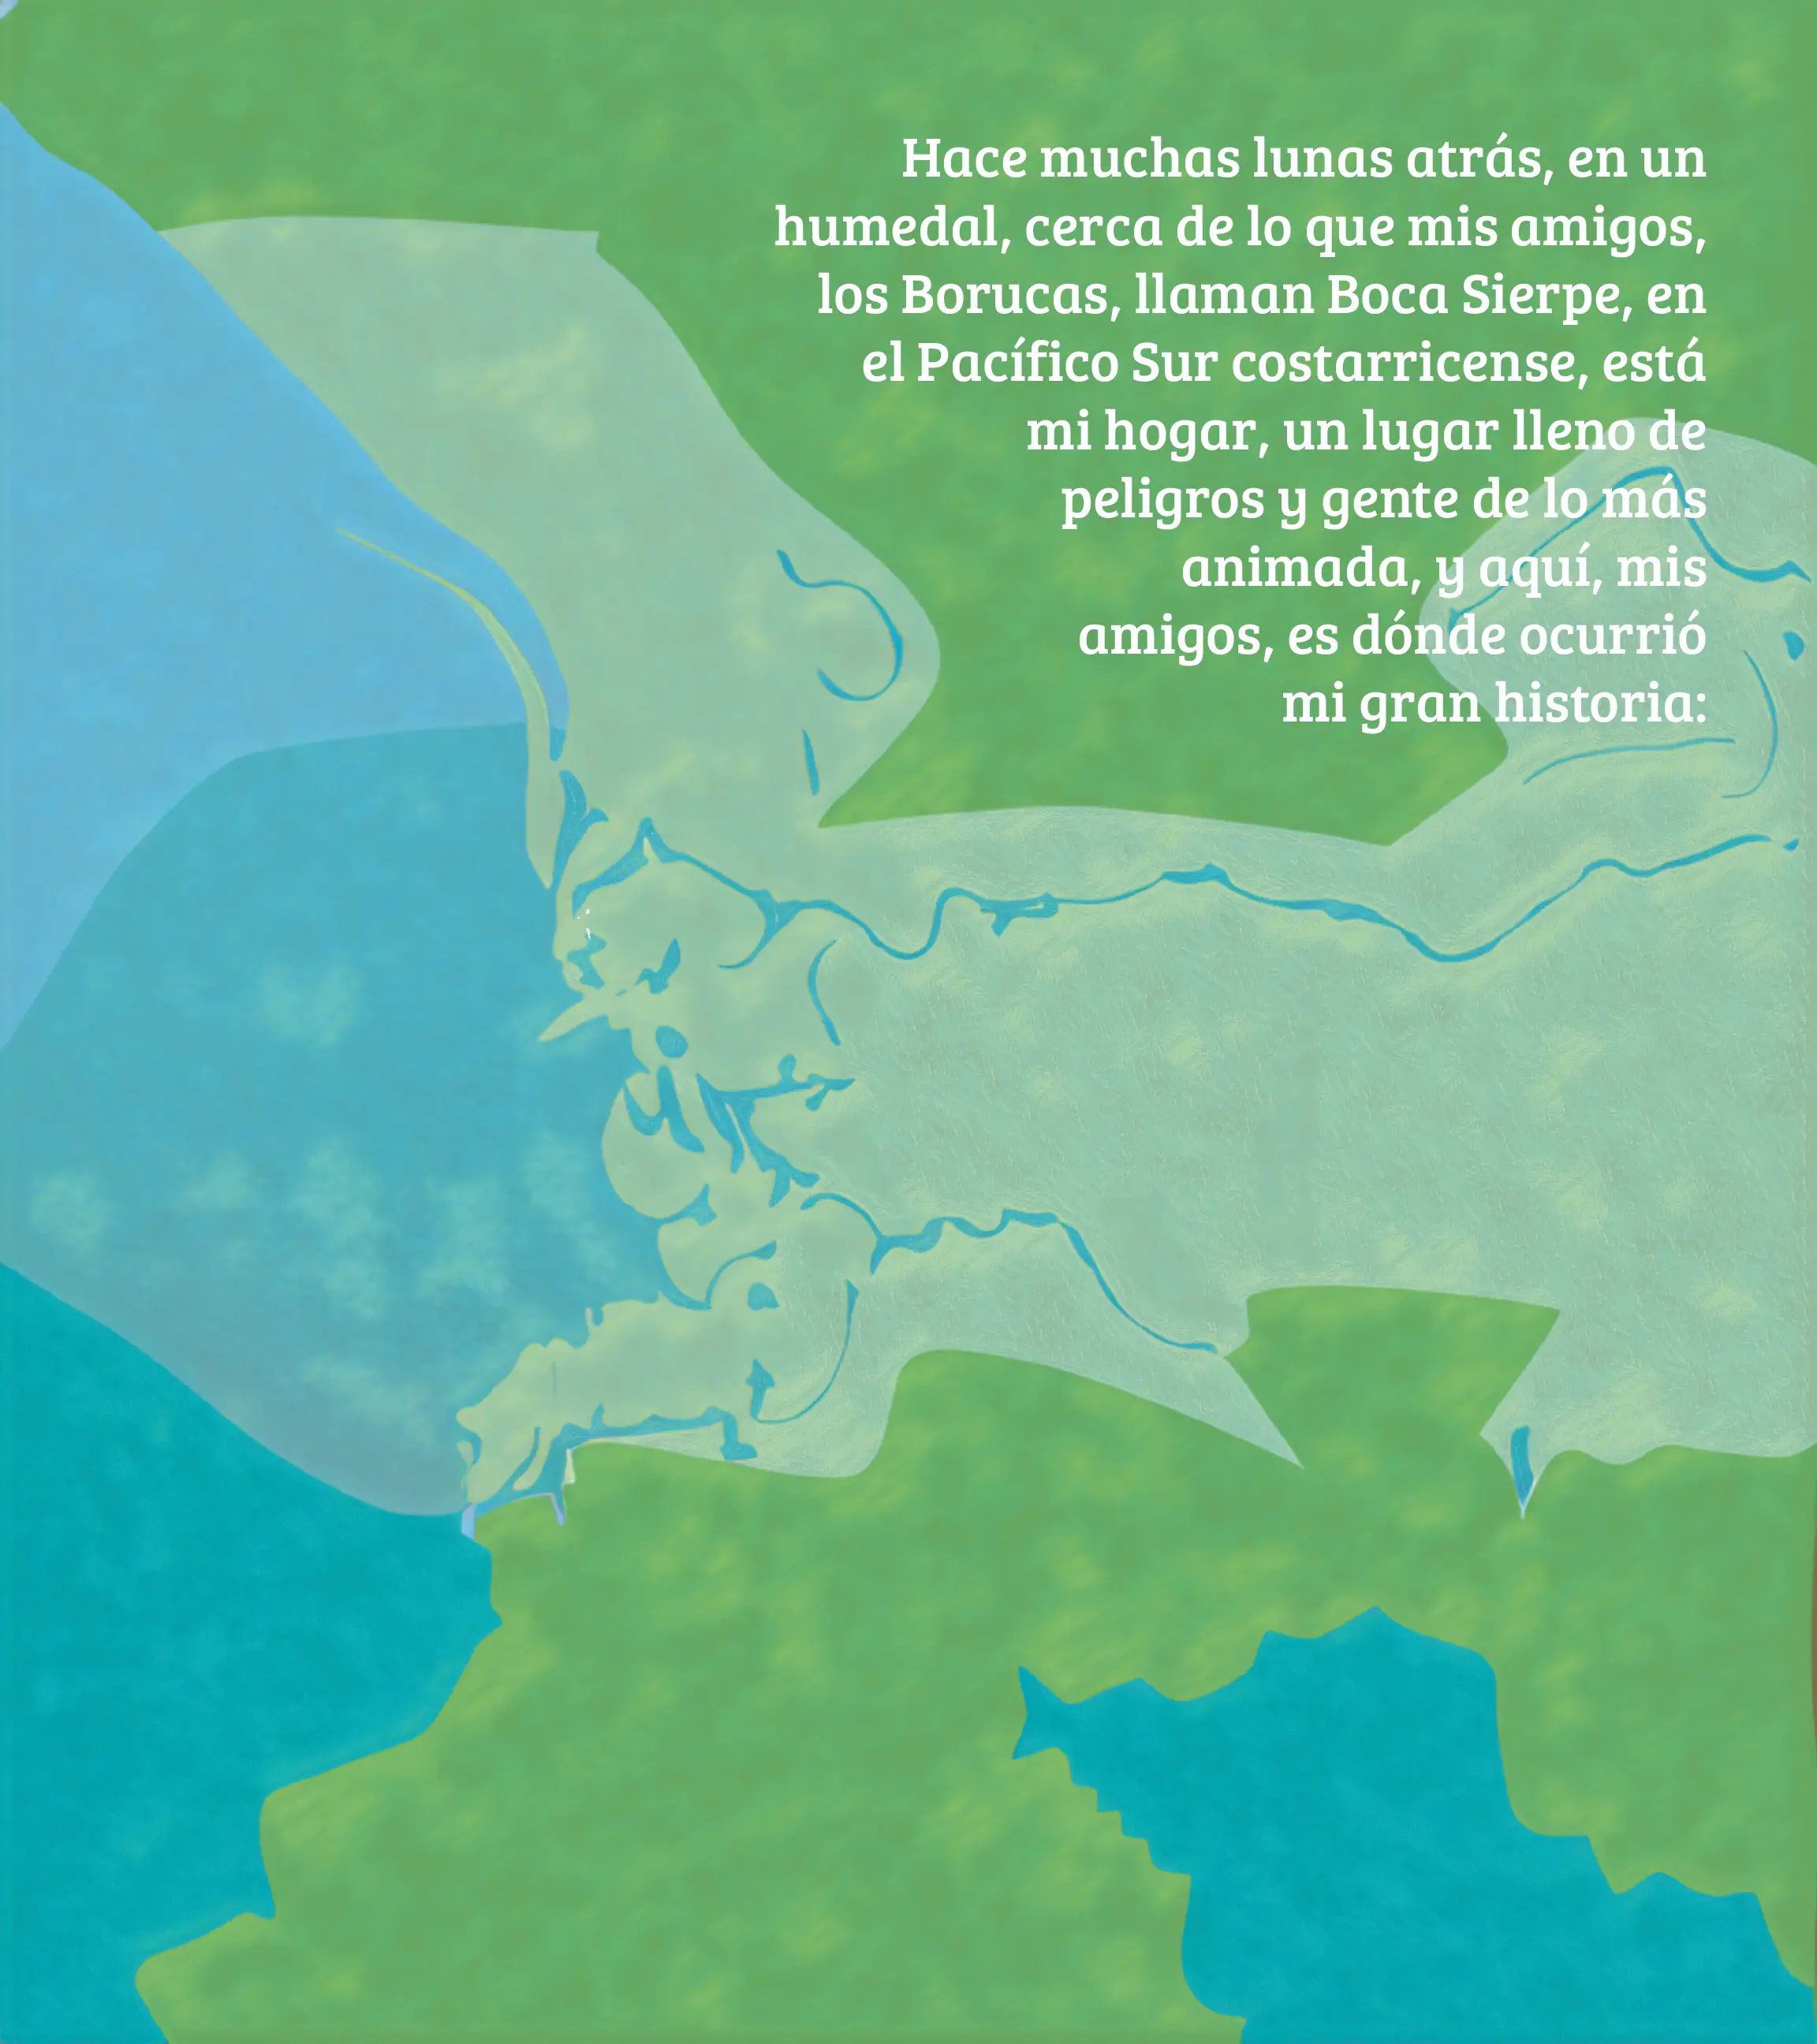 Hace muchas lunas atrás, en un
humedal, cerca de lo que mis amigos,
los Borucas, llaman Boca Sierpe, en
el Pacífico Sur costarricense, está
mi hogar, un lugar lleno de
peligros y gente de lo más
animada, y aquí, mis
amigos, es dónde ocurrió
mi gran historia: